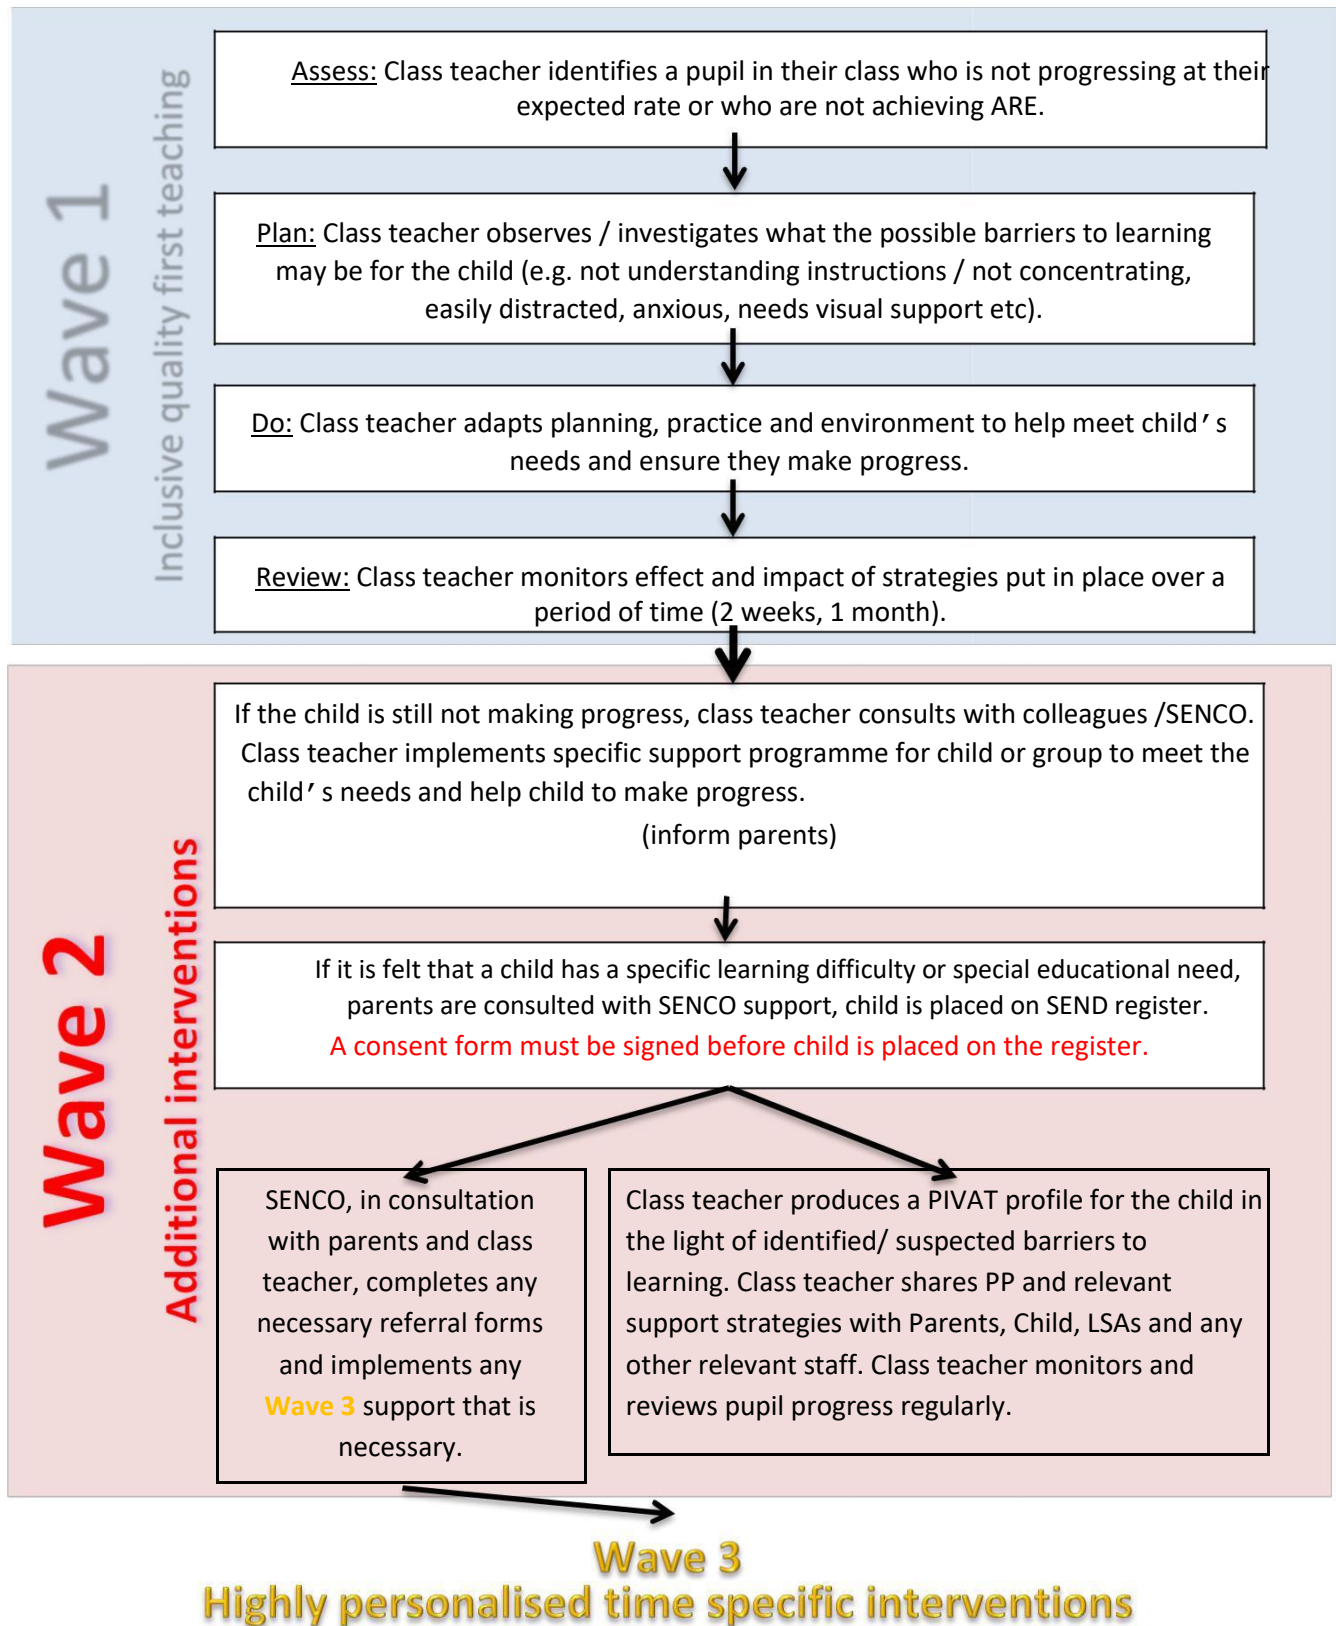 Wave 1
Inclusive quality first teaching
Assess: Class teacher identifies a pupil in their class who is not progressing at their
expected rate or who are not achieving ARE.
Plan: Class teacher observes / investigates what the possible barriers to learning
may be for the child (e.g. not understanding instructions / not concentrating,
easily distracted, anxious, needs visual support etc).
Do: Class teacher adapts planning, practice and environment to help meet child’s
needs and ensure they make progress.
Review: Class teacher monitors effect and impact of strategies put in place over a
period of time (2 weeks, 1 month).
Wave 2
Additional interventions
If the child is still not making progress, class teacher consults with colleagues /SENCO.
Class teacher implements specific support programme for child or group to meet the
child’s needs and help child to make progress.
(inform parents)
If it is felt that a child has a specific learning difficulty or special educational need,
parents are consulted with SENCO support, child is placed on SEND register.
A consent form must be signed before child is placed on the register.
SENCO, in consultation
with parents and class
teacher, completes any
necessary referral forms
and implements any
Wave 3 support that is
necessary.
Class teacher produces a PIVAT profile for the child in
the light of identified/ suspected barriers to
learning. Class teacher shares PP and relevant
support strategies with Parents, Child, LSAs and any
other relevant staff. Class teacher monitors and
reviews pupil progress regularly.
Wave 3
Highly personalised time specific interventions